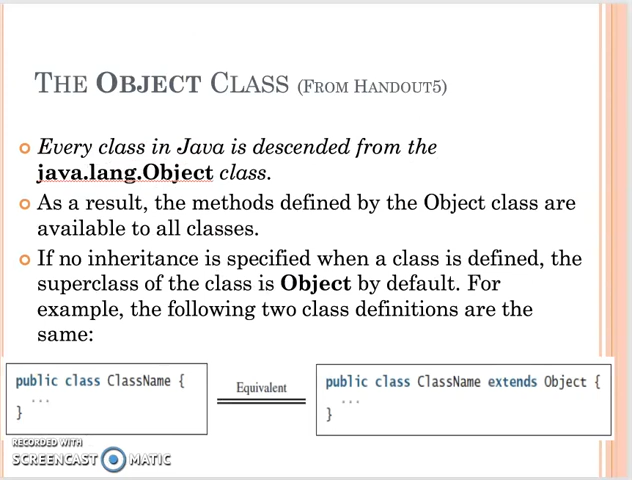 THE OBJECT CLASS (FROM HANDOUT5)
Every class in Java is descended from the
java.lang.Object class.
As a result, the methods defined by the Object class are
available to all classes.
If no inheritance is specified when a class is defined, the
superclass of the class is Object by default. For
example, the following two class definitions are the
same:
public class ClassName {
...
}
Equivalent
public class ClassName extends Object {
...
}
RECORDED WITH
SCREENCAST MATIC